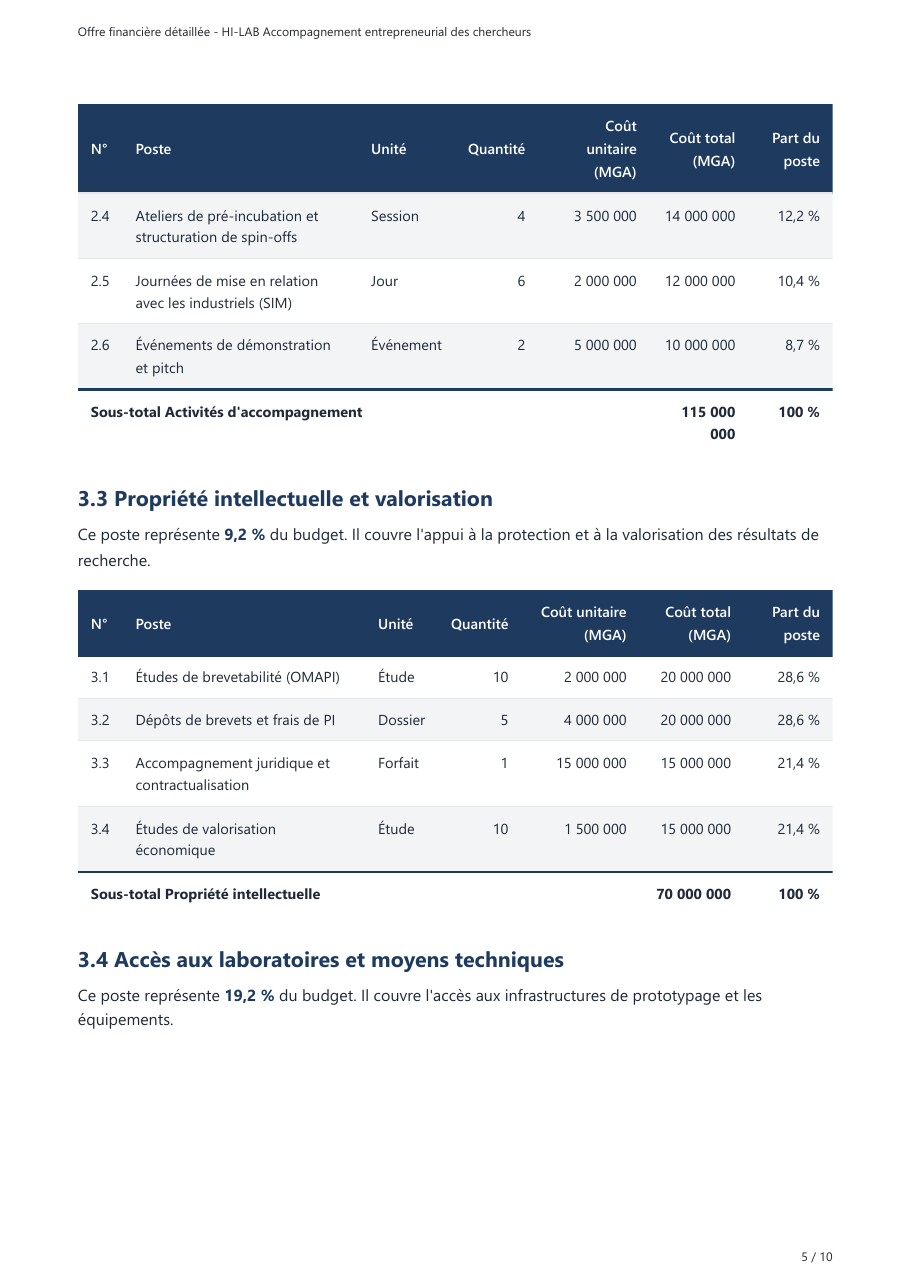 Offre financière détaillée - HI-LAB Accompagnement entrepreneurial des chercheurs
N° Poste Unité Quantité Coût unitaire (MGA) Coût total (MGA) Part du poste
2.4 Ateliers de pré-incubation et structuration de spin-offs Session 4 3 500 000 14 000 000 12,2 %
2.5 Journées de mise en relation avec les industriels (SIM) Jour 6 2 000 000 12 000 000 10,4 %
2.6 Événements de démonstration et pitch Événement 2 5 000 000 10 000 000 8,7 %
Sous-total Activités d'accompagnement 115 000 000 100 %
3.3 Propriété intellectuelle et valorisation
Ce poste représente 9,2 % du budget. Il couvre l'appui à la protection et à la valorisation des résultats de
recherche.
N° Poste Unité Quantité Coût unitaire (MGA) Coût total (MGA) Part du poste
3.1 Études de brevetabilité (OMAPI) Étude 10 2 000 000 20 000 000 28,6 %
3.2 Dépôts de brevets et frais de PI Dossier 5 4 000 000 20 000 000 28,6 %
3.3 Accompagnement juridique et contractualisation Forfait 1 15 000 000 15 000 000 21,4 %
3.4 Études de valorisation économique Étude 10 1 500 000 15 000 000 21,4 %
Sous-total Propriété intellectuelle 70 000 000 100 %
3.4 Accès aux laboratoires et moyens techniques
Ce poste représente 19,2 % du budget. Il couvre l'accès aux infrastructures de prototypage et les
équipements.
5 / 10